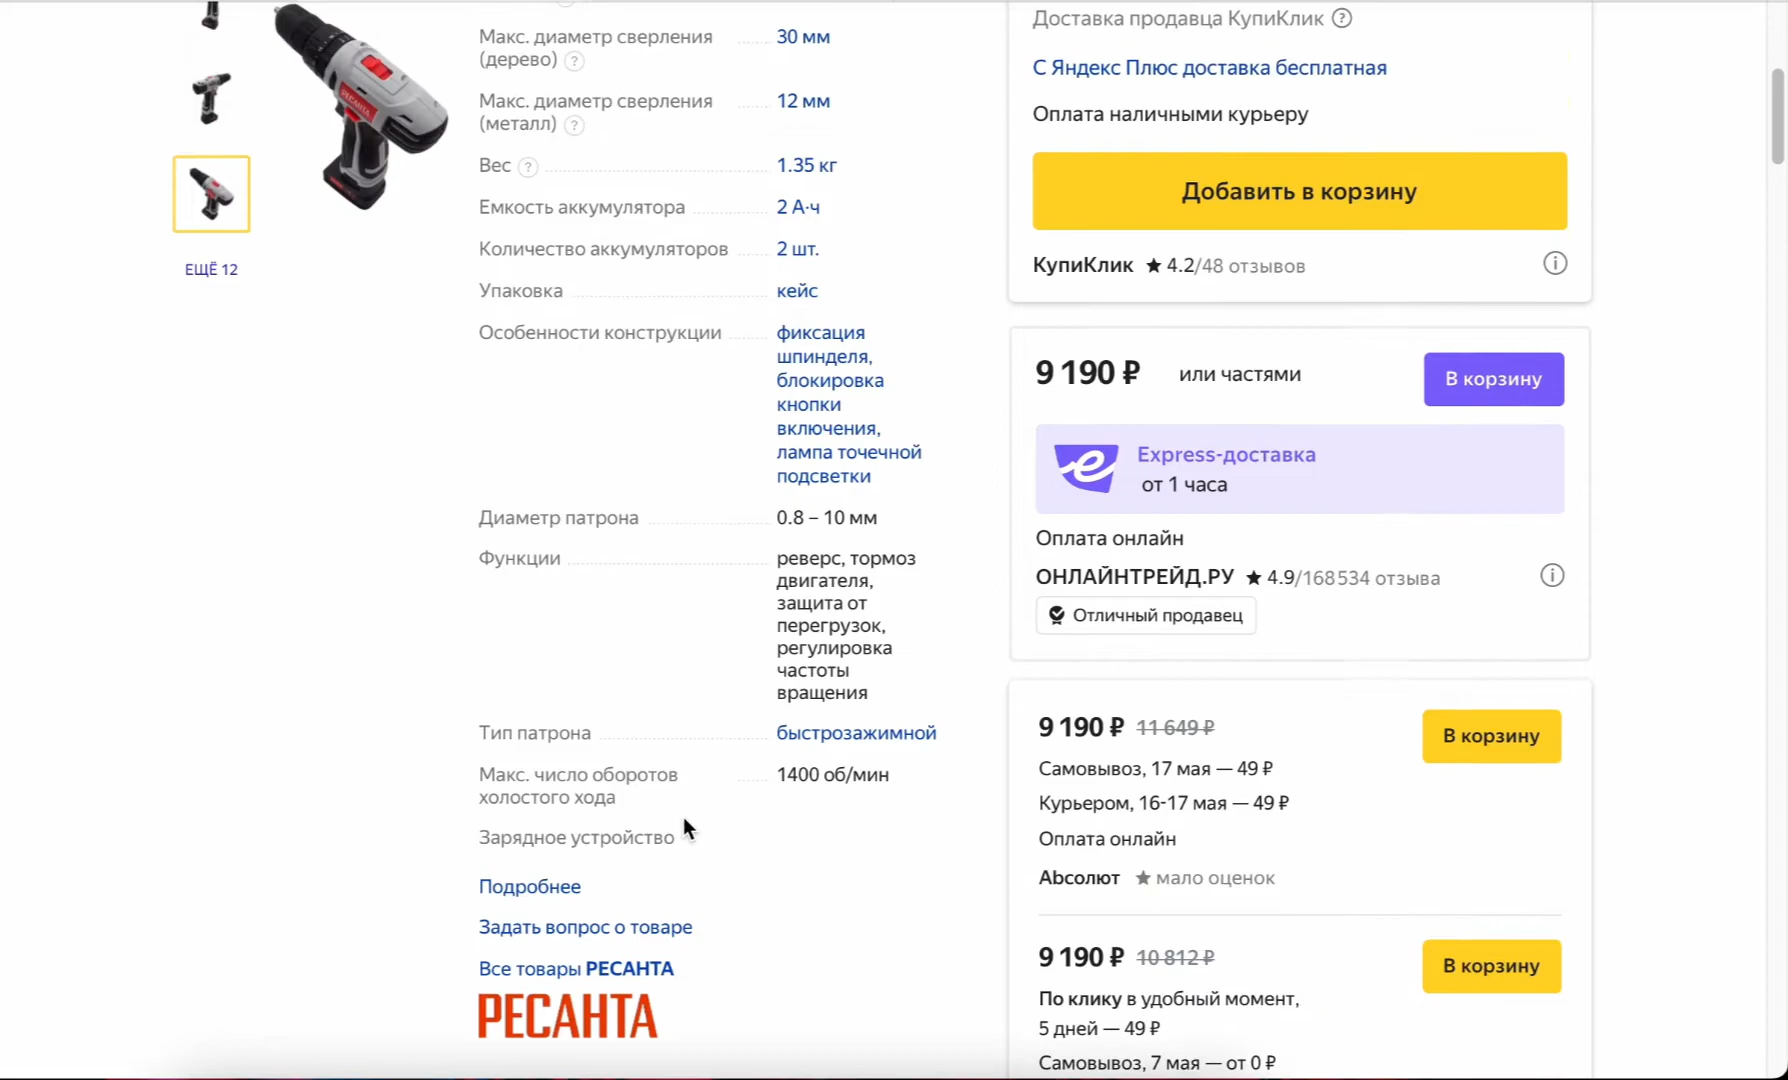 ЕЩЁ 12
Макс. диаметр сверления
(дерево) ?
30 мм
Макс. диаметр сверления
(металл) ?
12 мм
Вес ?
1.35 кг
Емкость аккумулятора
2 А·ч
Количество аккумуляторов
2 шт.
Упаковка
кейс
Особенности конструкции
фиксация
шпинделя,
блокировка
кнопки
включения,
лампа точечной
подсветки
Диаметр патрона
0.8 – 10 мм
Функции
реверс, тормоз
двигателя,
защита от
перегрузок,
регулировка
частоты
вращения
Тип патрона
быстрозажимной
Макс. число оборотов
холостого хода
1400 об/мин
Зарядное устройство
Подробнее
Задать вопрос о товаре
Все товары РЕСАНТА
РЕСАНТА
Доставка продавца КупиКлик ?
С Яндекс Плюс доставка бесплатная
Оплата наличными курьеру
Добавить в корзину
КупиКлик ★ 4.2/48 отзывов
9 190 ₽ или частями
В корзину
Express-доставка
от 1 часа
Оплата онлайн
ОНЛАЙНТРЕЙД.РУ ★ 4.9/168 534 отзыва
Отличный продавец
9 190 ₽ 11 649 ₽
В корзину
Самовывоз, 17 мая — 49 ₽
Курьером, 16-17 мая — 49 ₽
Оплата онлайн
Аbсолют ★ мало оценок
9 190 ₽ 10 812 ₽
В корзину
По клику в удобный момент,
5 дней — 49 ₽
Самовывоз, 7 мая — от 0 ₽
РЕСАНТА